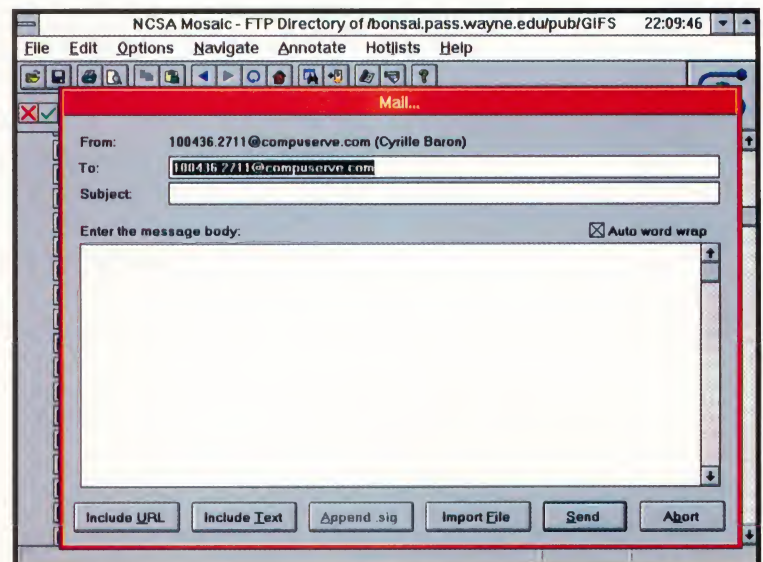 NCSA Mosaic - FTP Directory of /bonsai.pass.wayne.edu/pub/GIFS 22:09:46
File Edit Options Navigate Annotate Hotlists Help
Mail...
From: 100436.2711@compuserve.com (Cyrille Baron)
To: 100436.2711@compuserve.com
Subject:
Enter the message body: Auto word wrap
Include URL Include Text Append .sig Import File Send Abort